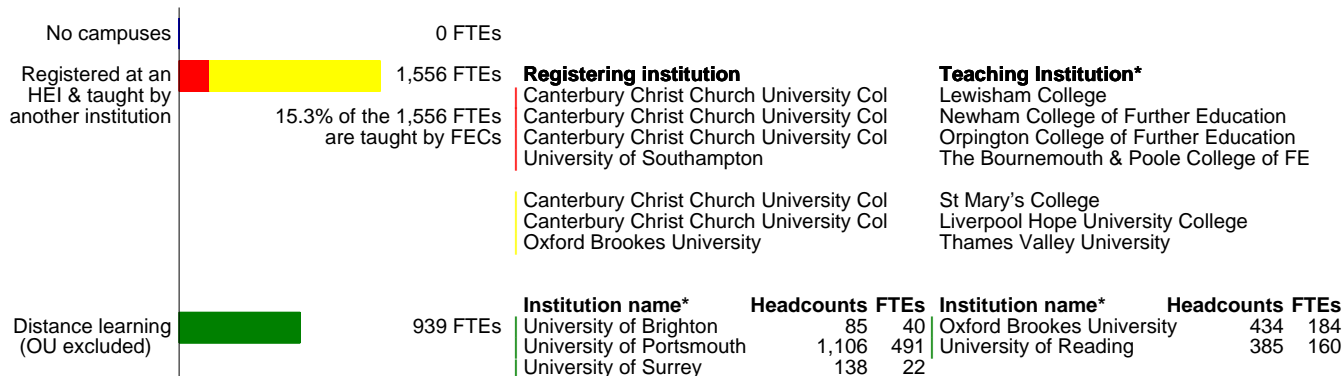 No campuses 0 FTEs
Registered at an HEI & taught by another institution 1,556 FTEs
15.3% of the 1,556 FTEs are taught by FECs
Registering institution Teaching Institution*
Canterbury Christ Church University Col Lewisham College
Canterbury Christ Church University Col Newham College of Further Education
Canterbury Christ Church University Col Orpington College of Further Education
University of Southampton The Bournemouth & Poole College of FE
Canterbury Christ Church University Col St Mary's College
Canterbury Christ Church University Col Liverpool Hope University College
Oxford Brookes University Thames Valley University
Distance learning (OU excluded) 939 FTEs
Institution name* Headcounts FTEs Institution name* Headcounts FTEs
University of Brighton 85 40 Oxford Brookes University 434 184
University of Portsmouth 1,106 491 University of Reading 385 160
University of Surrey 138 22